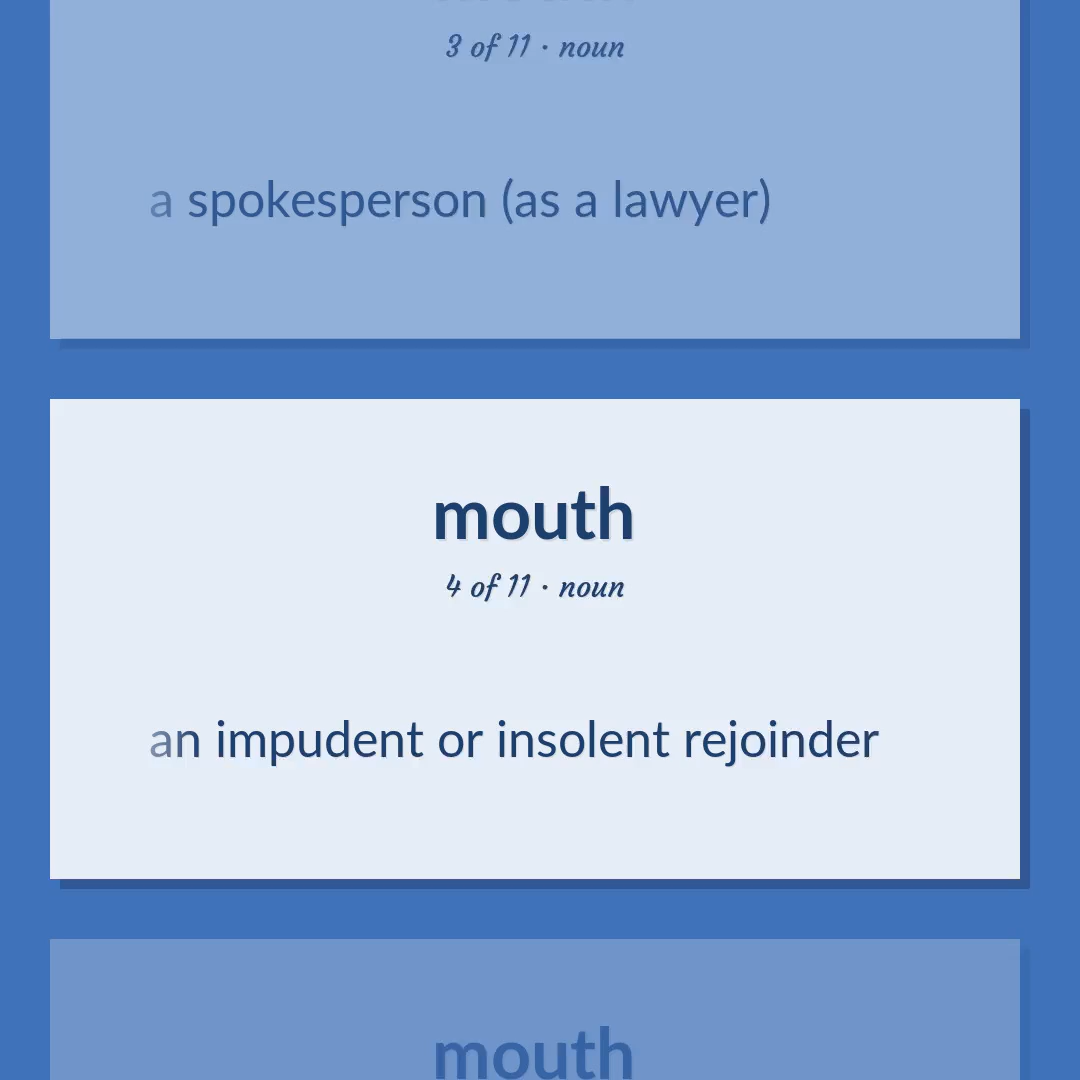 3 of 11 · noun
a spokesperson (as a lawyer)
mouth
4 of 11 · noun
an impudent or insolent rejoinder
mouth